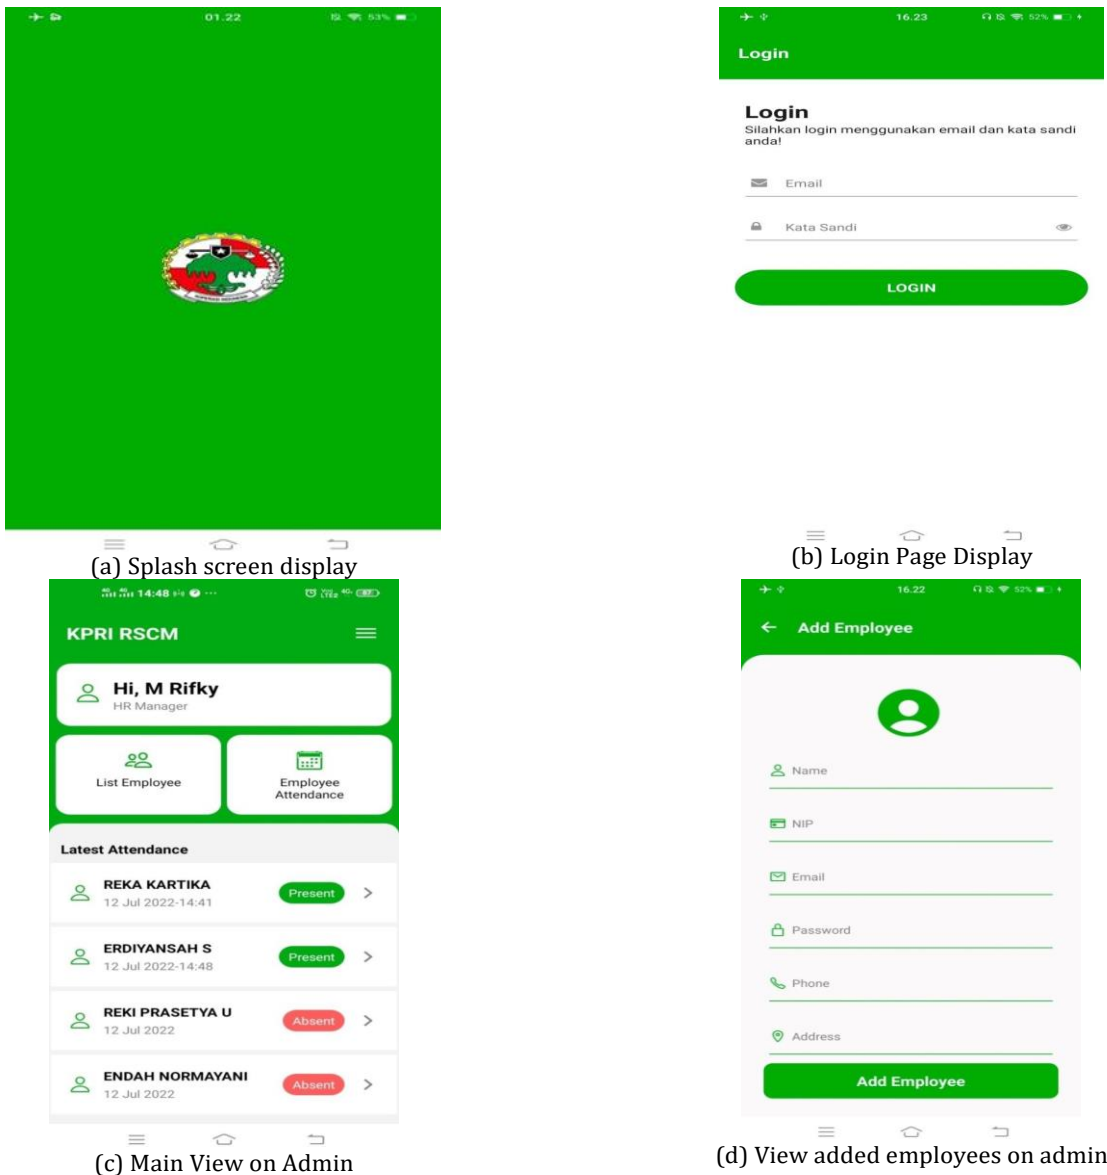 01.22
53%
16.23
52%
Login
Login
Silahkan login menggunakan email dan kata sandi
anda!
Email
Kata Sandi
LOGIN
(a) Splash screen display
(b) Login Page Display
14:48
KPRI RSCM
Hi, M Rifky
HR Manager
List Employee
Employee
Attendance
Latest Attendance
REKA KARTIKA
12 Jul 2022-14:41
Present
ERDIYANSAH S
12 Jul 2022-14:48
Present
REKI PRASETYA U
12 Jul 2022
Absent
ENDAH NORMAYANI
12 Jul 2022
Absent
16.22
52%
Add Employee
Name
NIP
Email
Password
Phone
Address
Add Employee
(c) Main View on Admin
(d) View added employees on admin